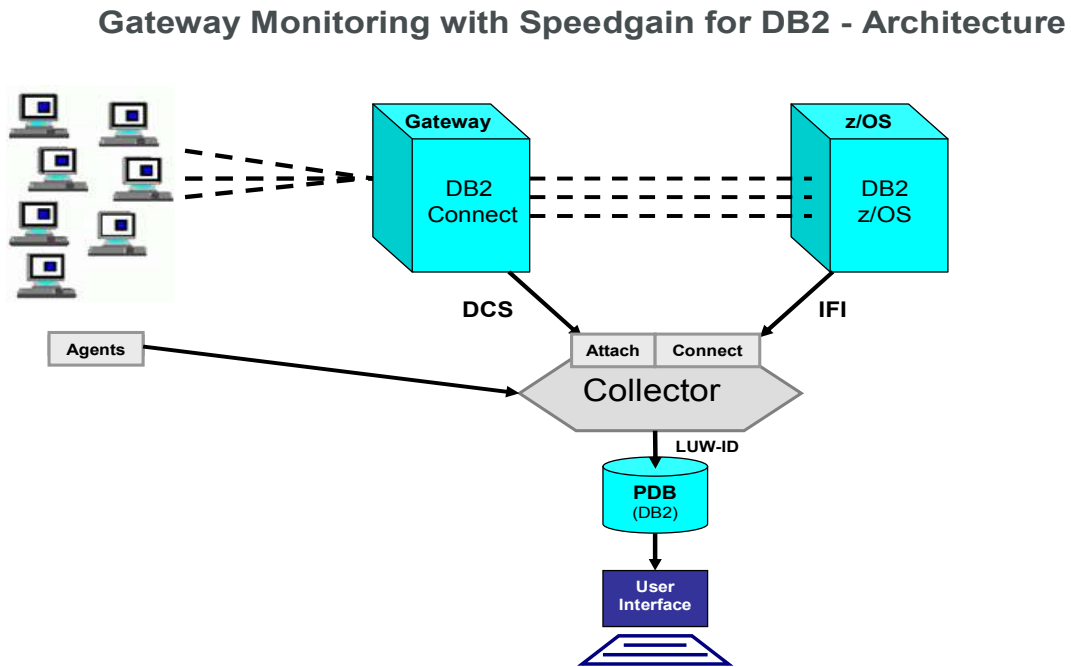 Gateway Monitoring with Speedgain for DB2 - Architecture
Gateway
z/OS
DB2
Connect
DB2
z/OS
DCS
IFI
Agents
Attach
Connect
Collector
LUW-ID
PDB
(DB2)
User
Interface